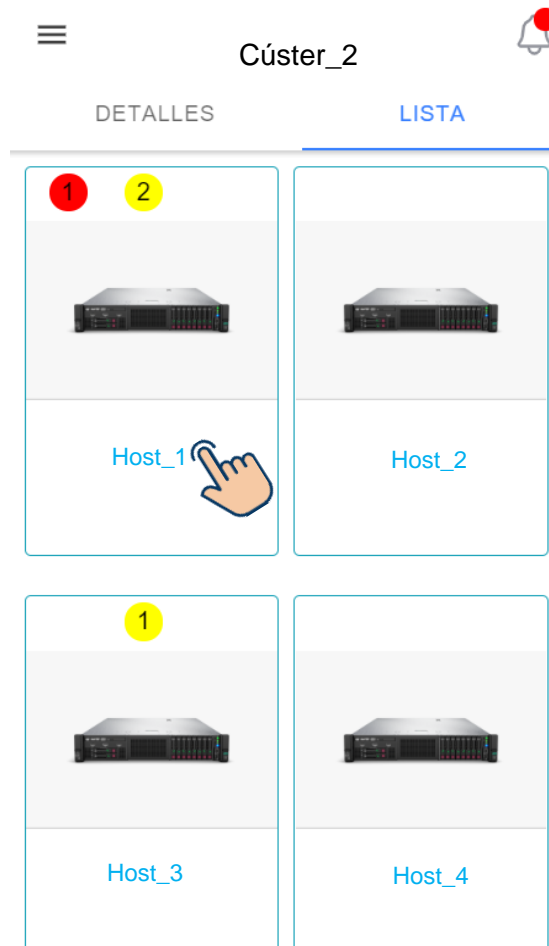 Cúster_2
DETALLES LISTA
1 2
Host_1 Host_2
1
Host_3 Host_4